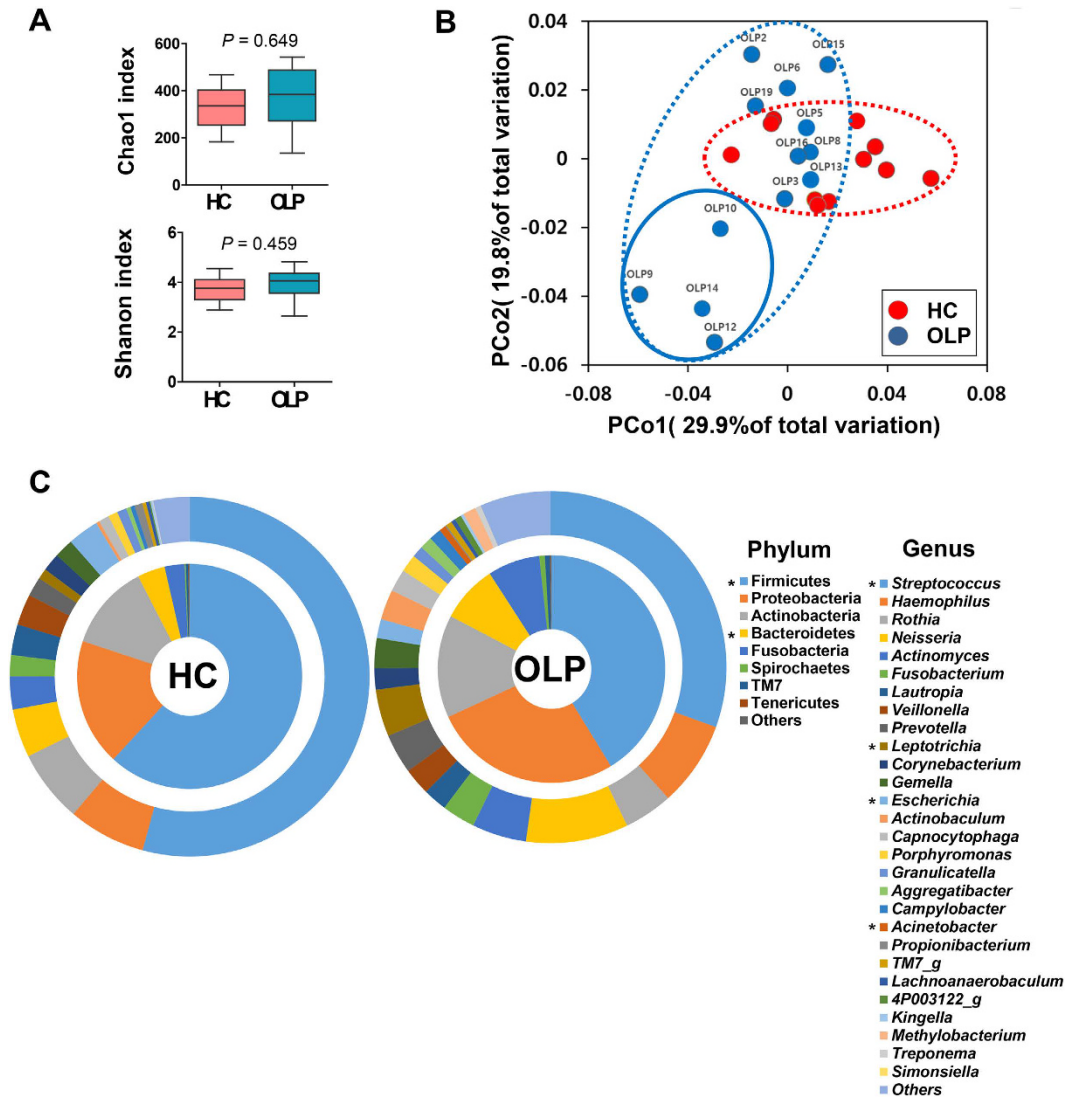 A
P = 0.649
Chao1 index
600
400
200
0
HC
OLP
P = 0.459
Shannon index
6
4
2
0
HC
OLP
B
PCo2( 19.8%of total variation)
0.04
0.02
0
-0.02
-0.04
-0.06
OLP2
OLP15
OLP6
OLP19
OLP5
OLP16
OLP8
OLP13
OLP3
OLP10
OLP9
OLP14
OLP12
HC
OLP
-0.08
-0.04
0
0.04
0.08
PCo1( 29.9%of total variation)
C
HC
OLP
Phylum
* Firmicutes
Proteobacteria
Actinobacteria
* Bacteroidetes
Fusobacteria
Spirochaetes
TM7
Tenericutes
Others
Genus
* Streptococcus
Haemophilus
Rothia
Neisseria
Actinomyces
Fusobacterium
Lautropia
Veillonella
Prevotella
* Leptotrichia
Corynebacterium
Gemella
* Escherichia
Actinobaculum
Capnocytophaga
Porphyromonas
Granulicatella
Aggregatibacter
Campylobacter
* Acinetobacter
Propionibacterium
TM7_g
Lachnoanaerobaculum
4P003122_g
Kingella
Methylobacterium
Treponema
Simonsiella
Others